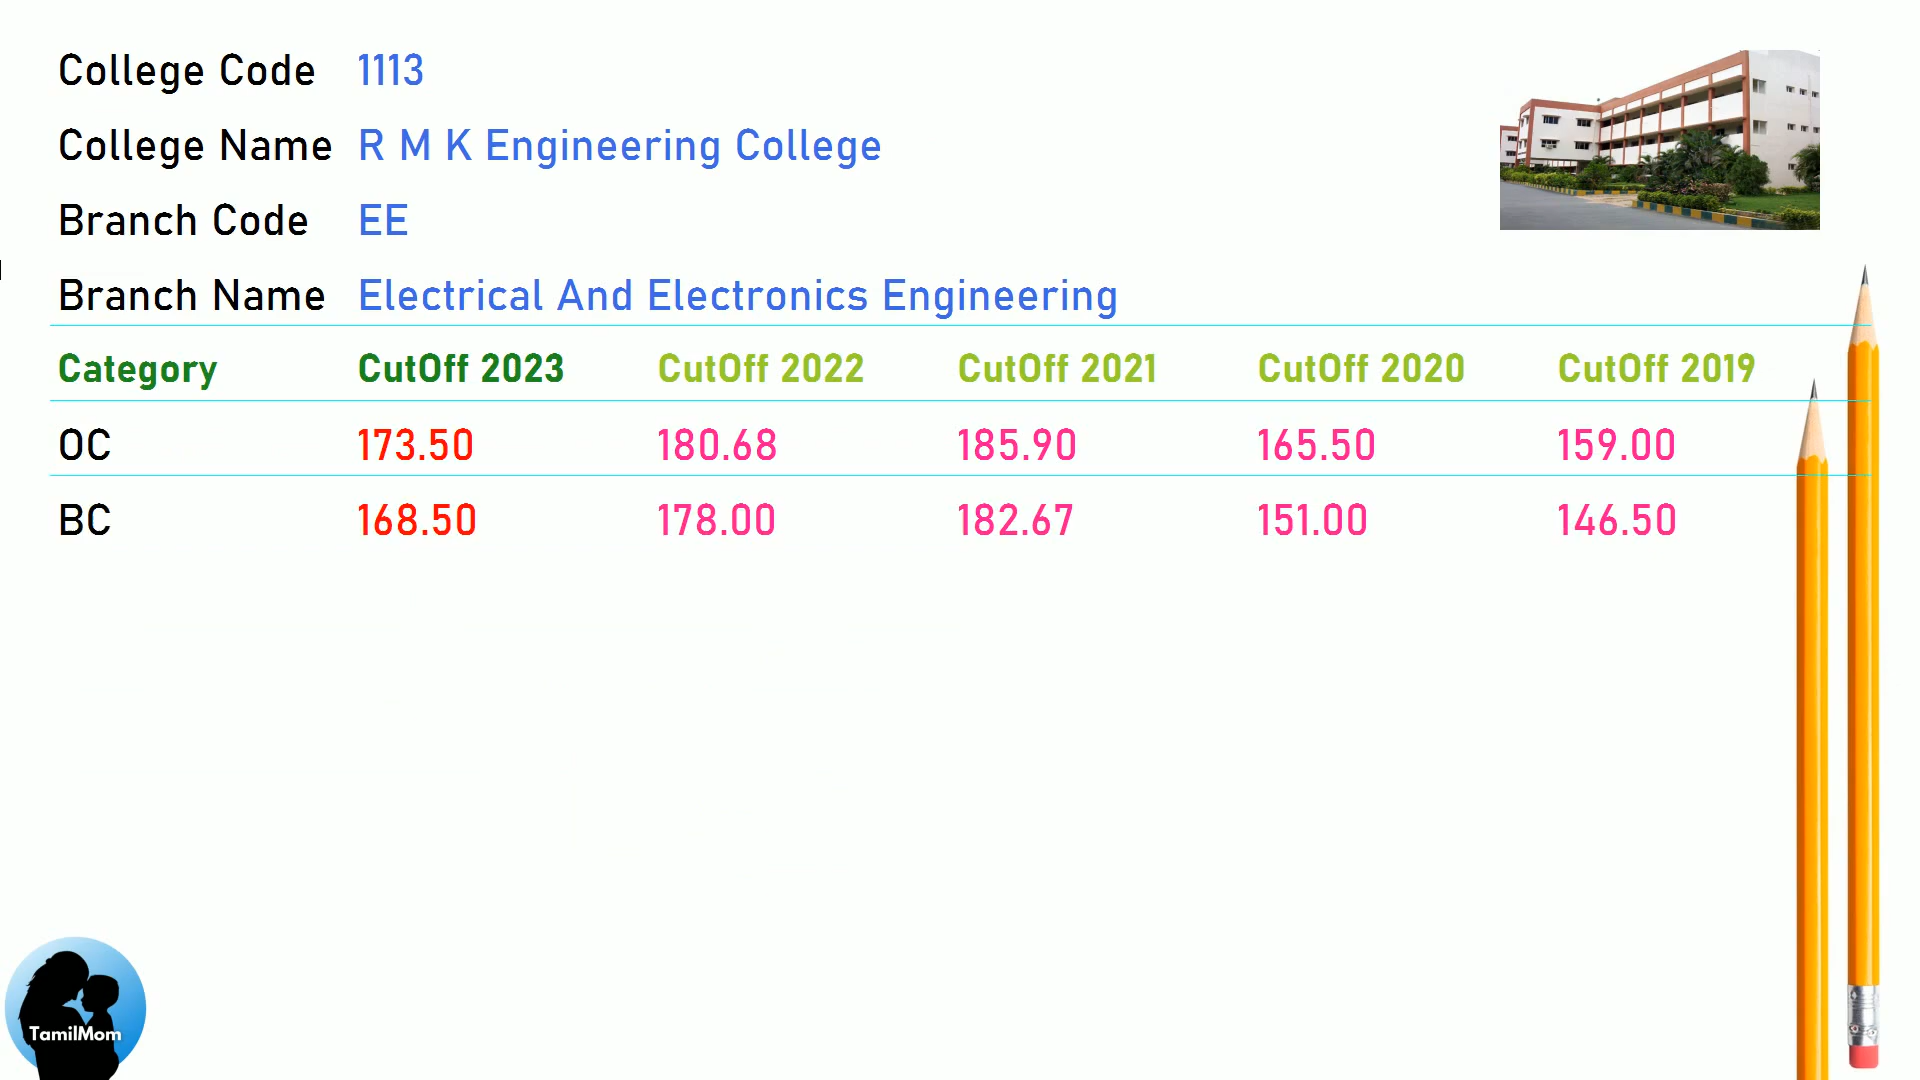 College Code 1113
College Name R M K Engineering College
Branch Code EE
Branch Name Electrical And Electronics Engineering
Category CutOff 2023 CutOff 2022 CutOff 2021 CutOff 2020 CutOff 2019
OC 173.50 180.68 185.90 165.50 159.00
BC 168.50 178.00 182.67 151.00 146.50
TamilMom